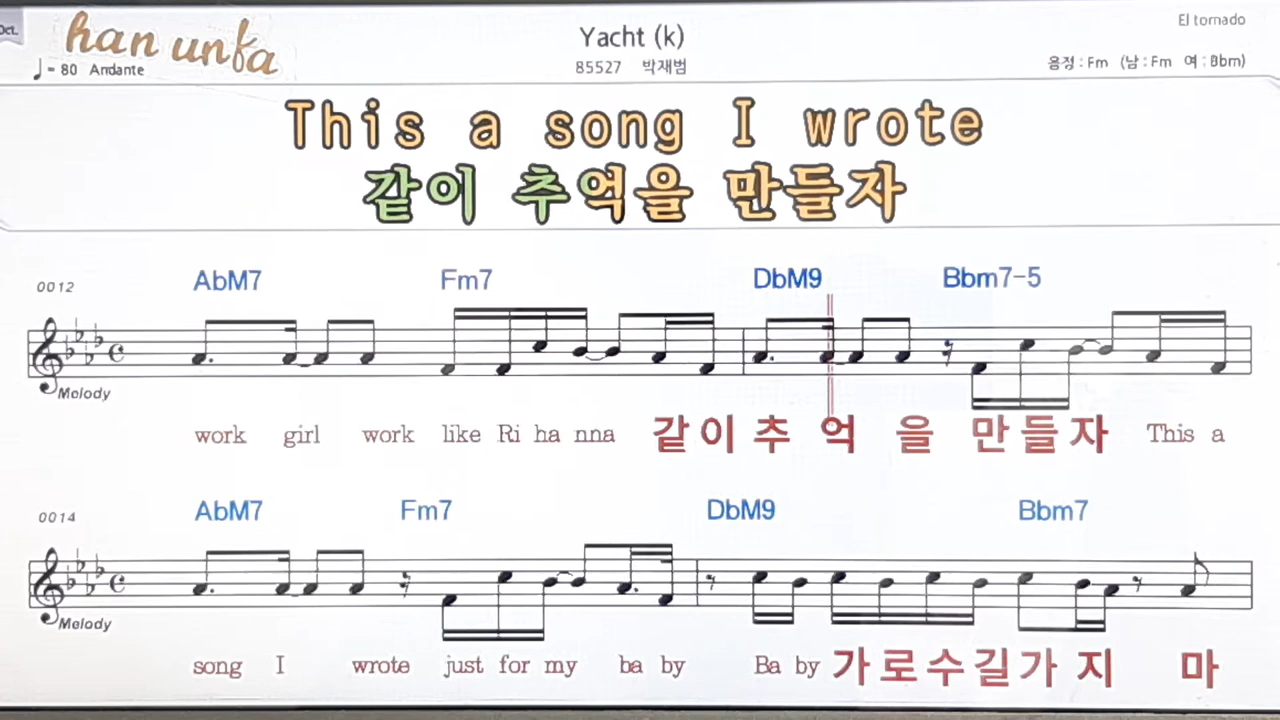 Oct.
han unfa
El tornado
Yacht (k)
♩= 80 Andante
85527 박재범
원정 : Fm (남 : Fm 여 : Bbm)
This a song I wrote
같이 추억을 만들자
0012 AbM7 Fm7 DbM9 Bbm7-5
Melody
work girl work like Ri ha nna 같이 추 억 을 만들자 This a
0014 AbM7 Fm7 DbM9 Bbm7
Melody
song I wrote just for my ba by Ba by 가로수길가 지 마